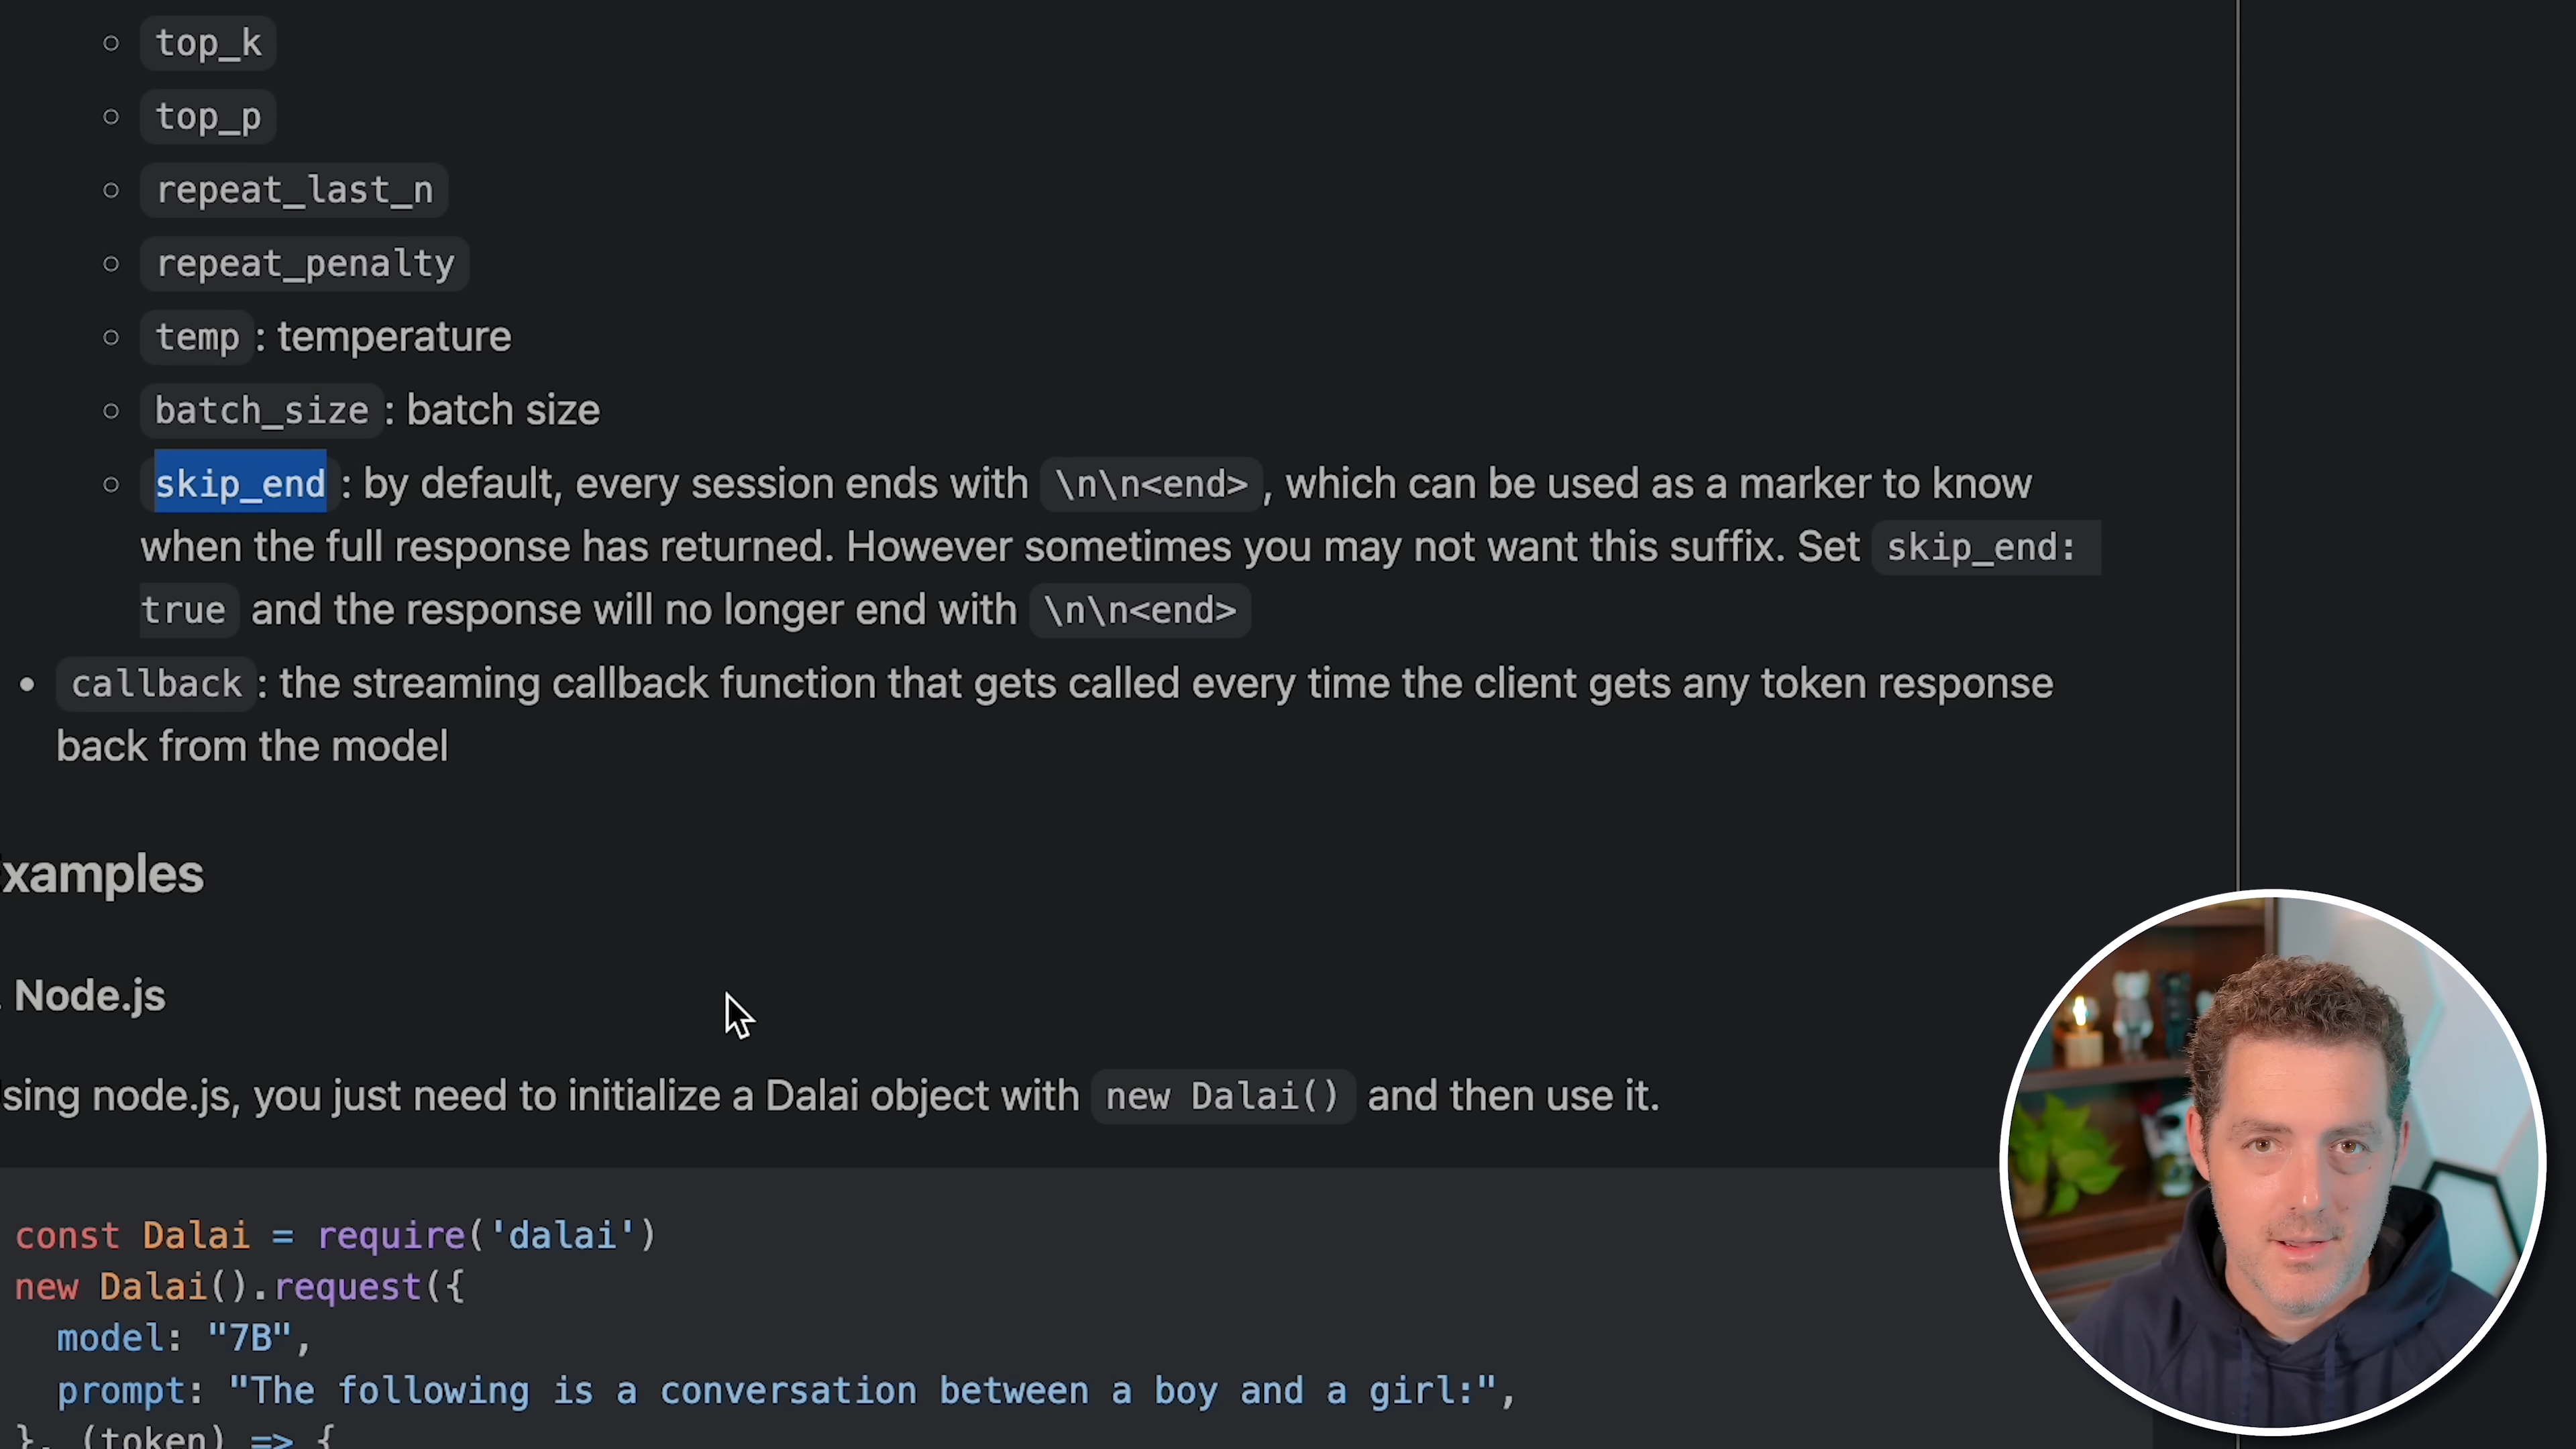 top_k
top_p
repeat_last_n
repeat_penalty
temp : temperature
batch_size : batch size
skip_end : by default, every session ends with \n\n<end> , which can be used as a marker to know
when the full response has returned. However sometimes you may not want this suffix. Set skip_end:
true and the response will no longer end with \n\n<end>
callback : the streaming callback function that gets called every time the client gets any token response
back from the model
xamples
Node.js
sing node.js, you just need to initialize a Dalai object with new Dalai() and then use it.
const Dalai = require('dalai')
new Dalai().request({
model: "7B",
prompt: "The following is a conversation between a boy and a girl:",
}, (token) => {